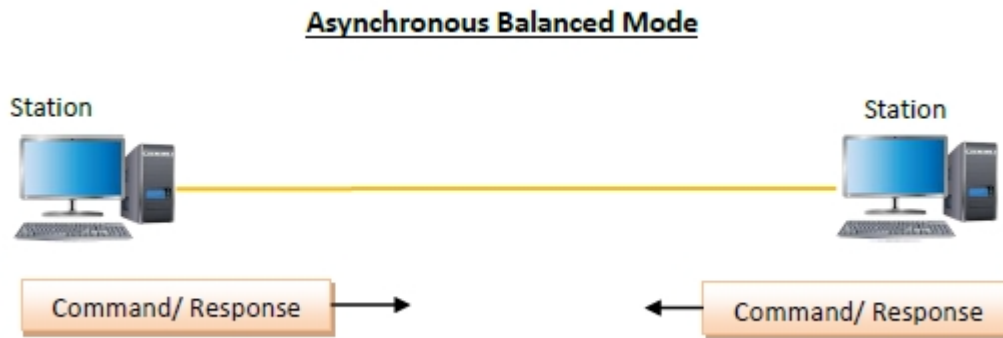 Asynchronous Balanced Mode
Station
Station
Command/ Response
Command/ Response